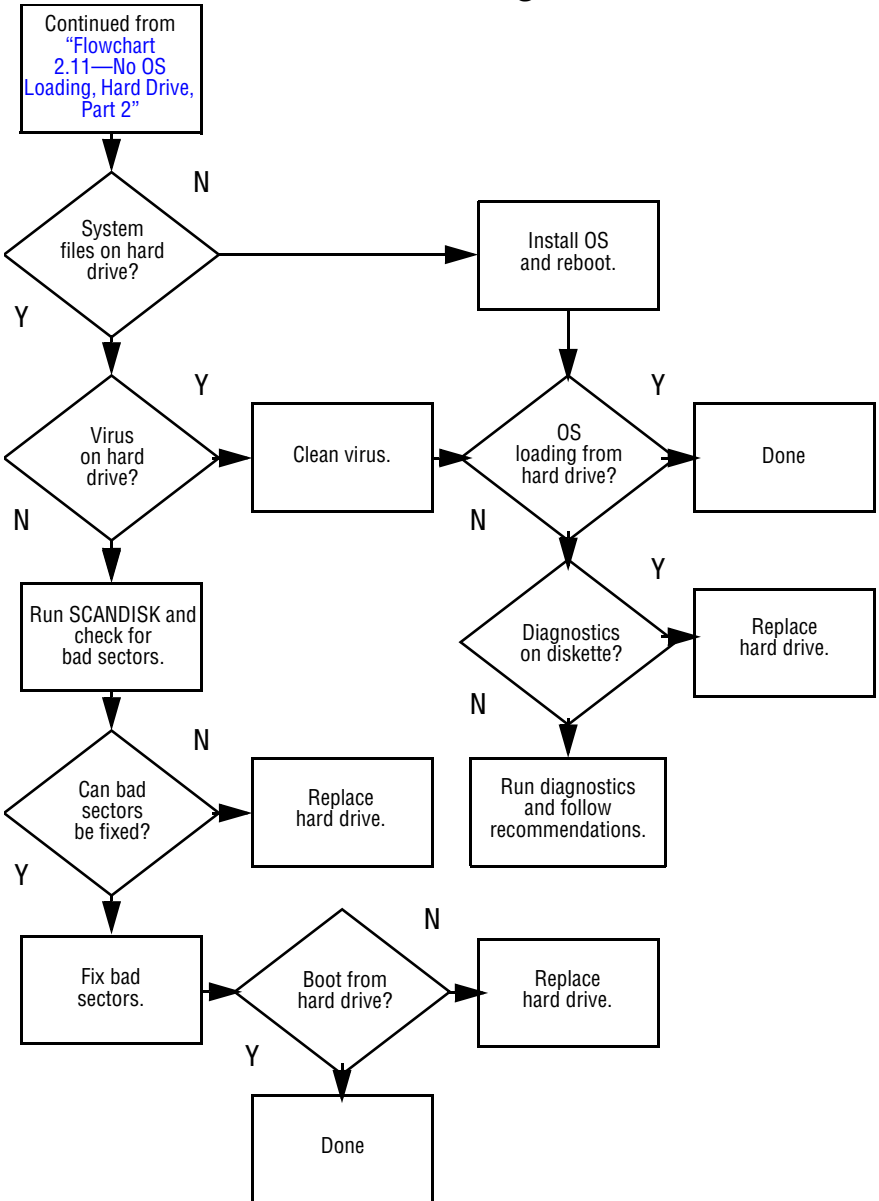 Continued from
“Flowchart
2.11—No OS
Loading, Hard Drive,
Part 2”
N
System
files on hard
drive?
Y
Install OS
and reboot.
Y
Virus
on hard
drive?
N
Clean virus.
Y
OS
loading from
hard drive?
N
Done
Run SCANDISK and
check for
bad sectors.
Y
Diagnostics
on diskette?
N
Replace
hard drive.
N
Can bad
sectors
be fixed?
Y
Replace
hard drive.
Run diagnostics
and follow
recommendations.
Fix bad
sectors.
N
Boot from
hard drive?
Y
Replace
hard drive.
Done